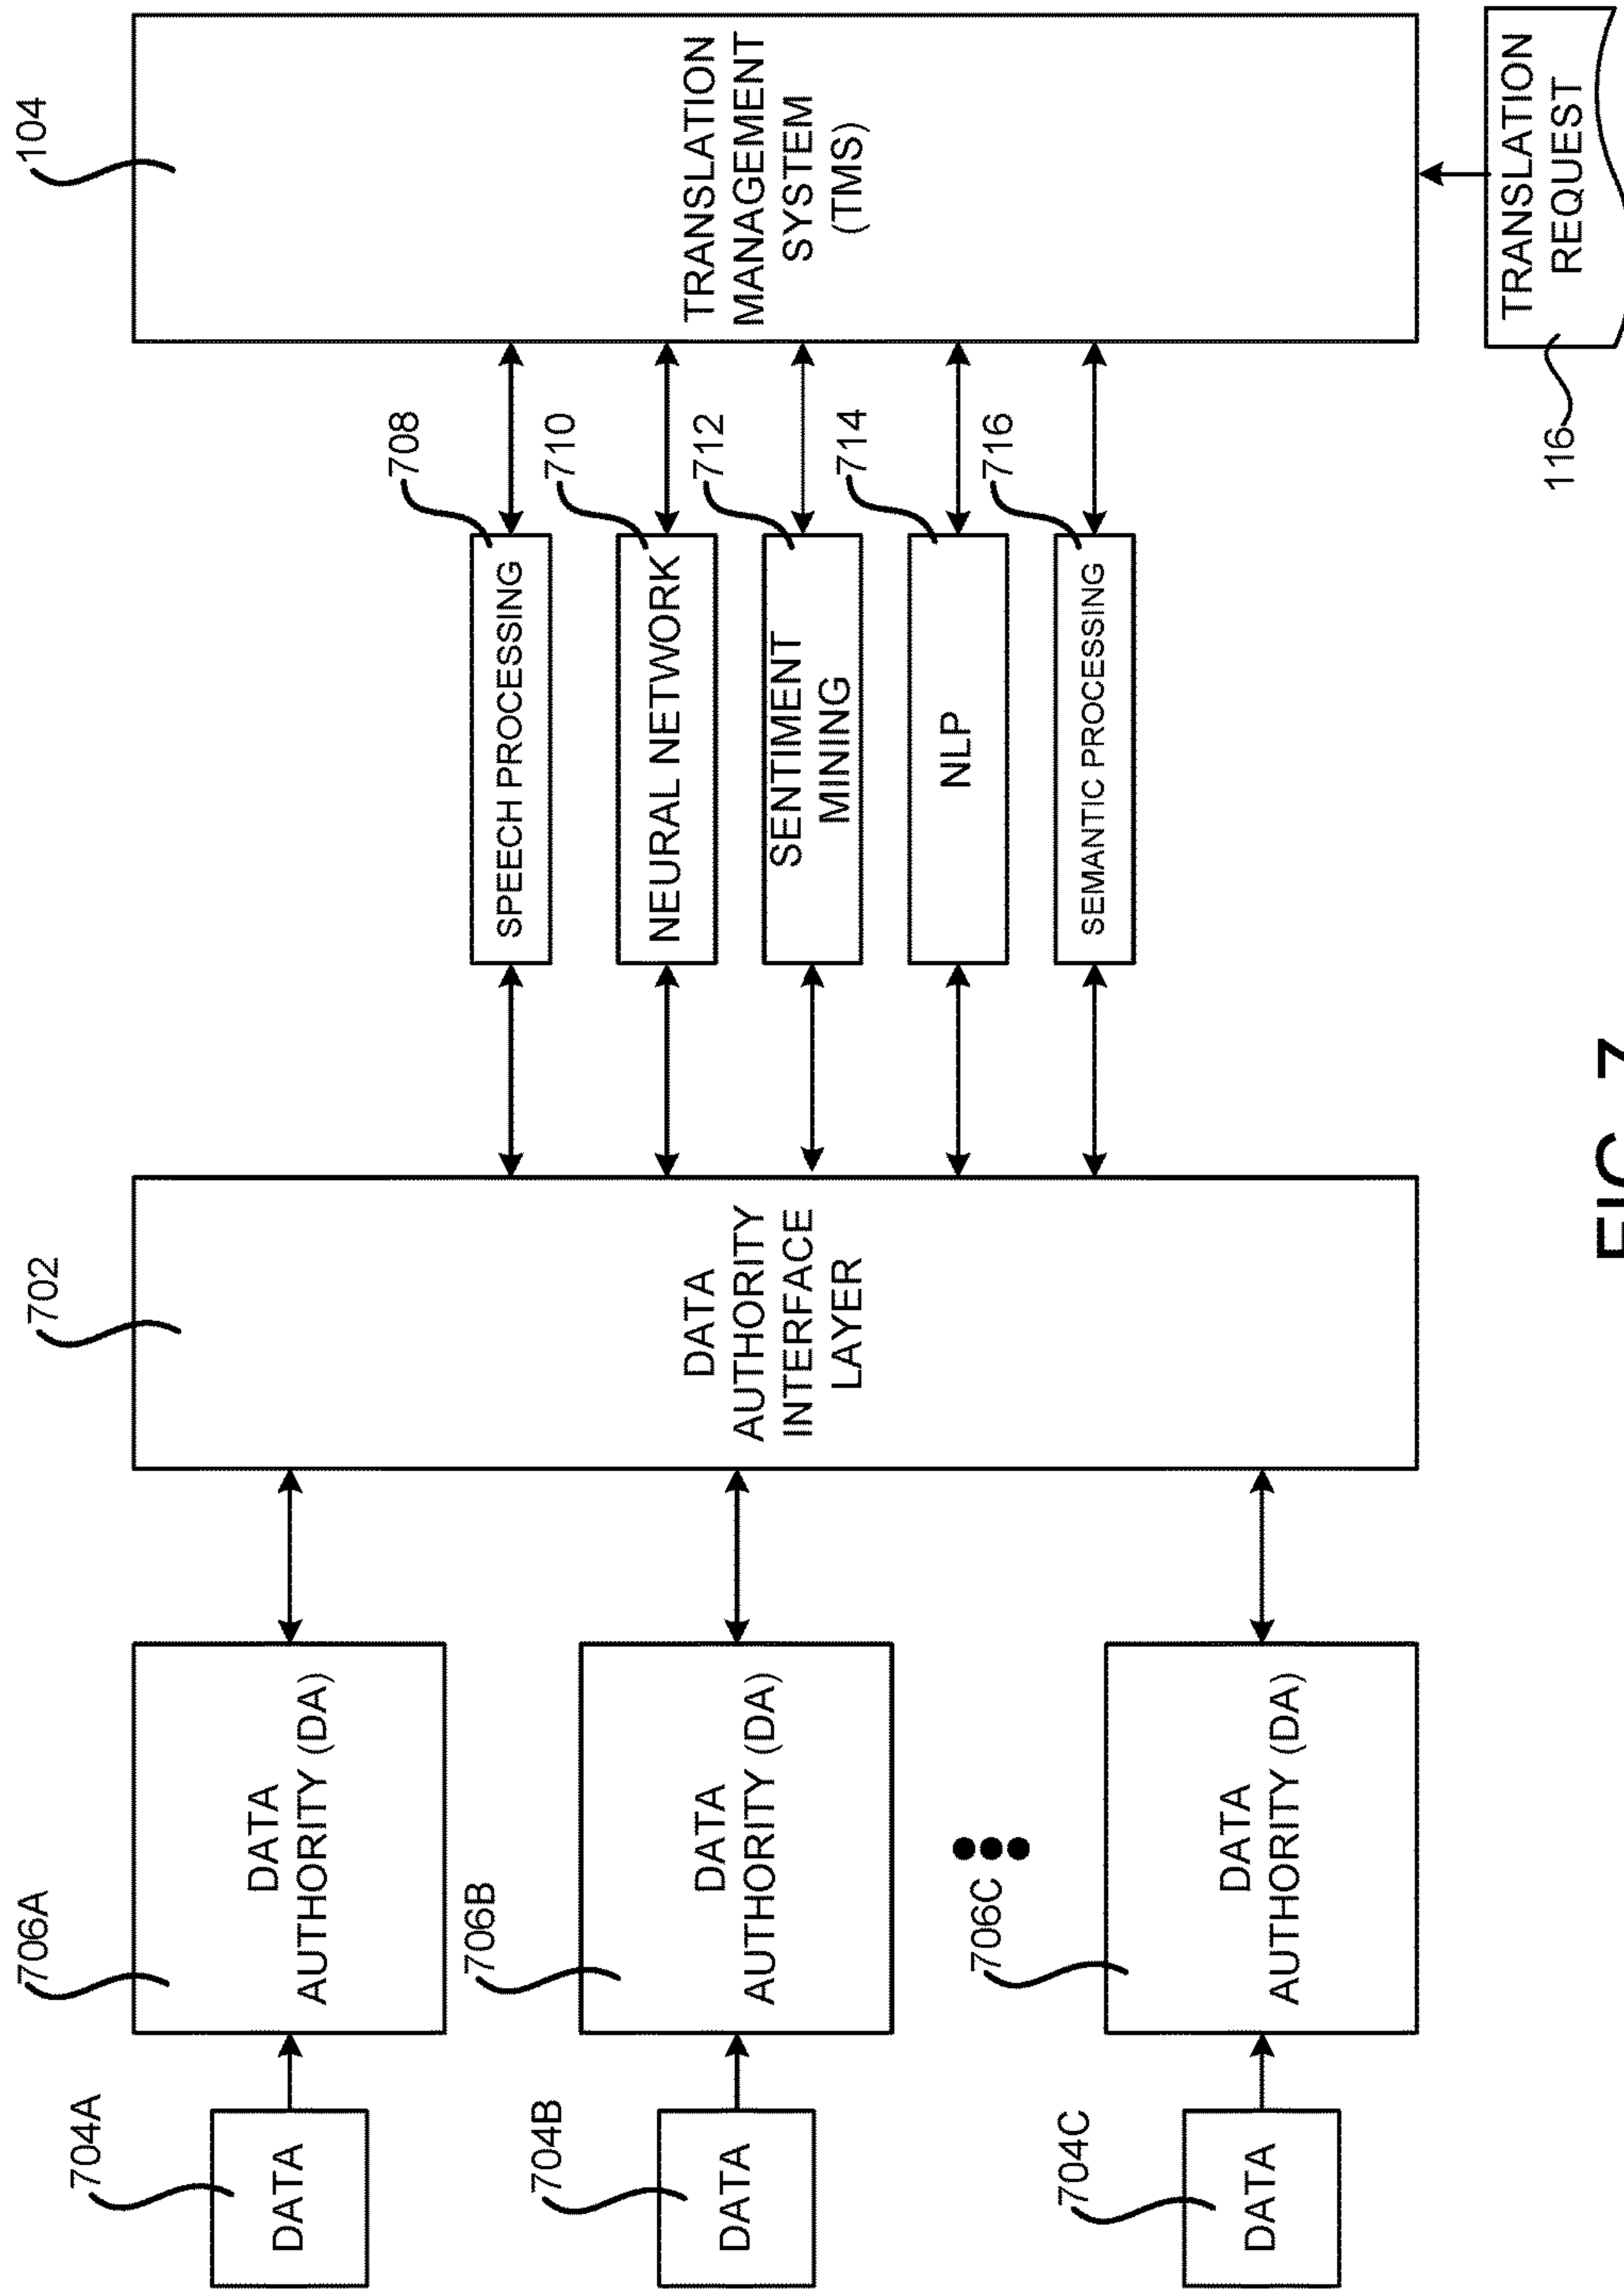 704A
DATA
704B
DATA
704C
DATA
706A
DATA
AUTHORITY (DA)
706B
DATA
AUTHORITY (DA)
706C
DATA
AUTHORITY (DA)
702
DATA
AUTHORITY
INTERFACE
LAYER
708
SPEECH PROCESSING
710
NEURAL NETWORK
712
SENTIMENT
MINING
714
NLP
716
SEMANTIC PROCESSING
104
TRANSLATION
MANAGEMENT
SYSTEM
(TMS)
116
TRANSLATION
REQUEST
FIG. 7